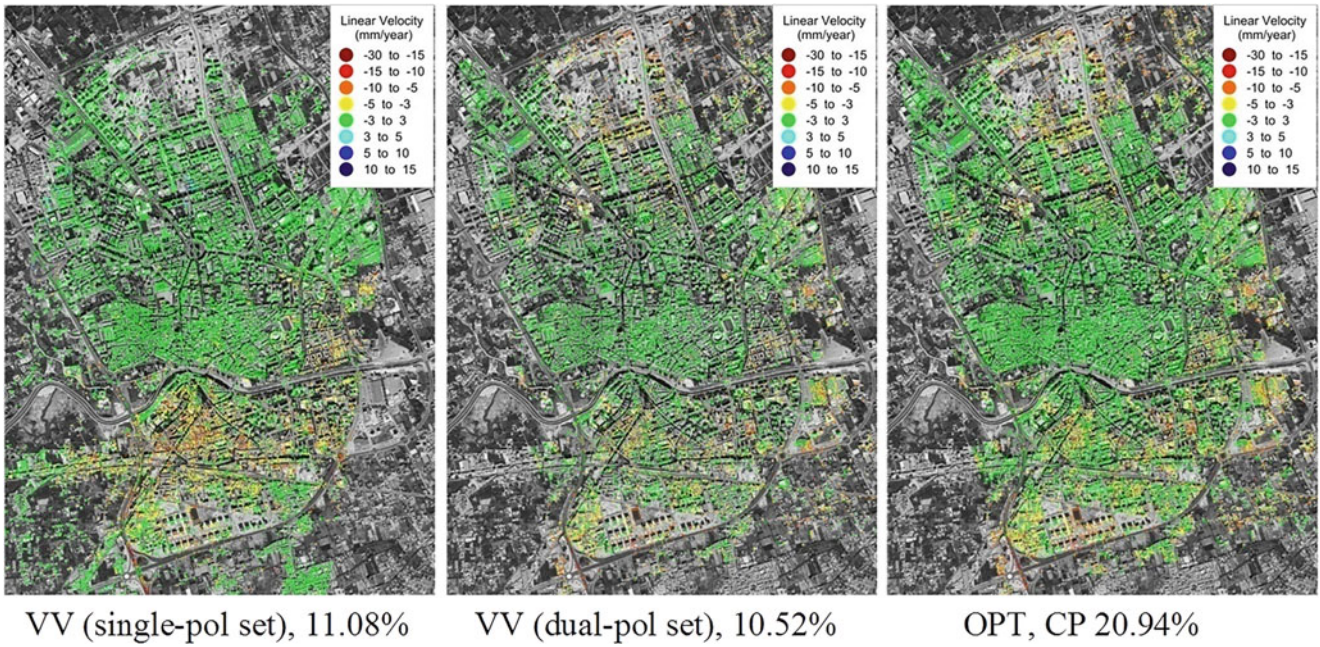 Linear Velocity
(mm/year)
-30 to -15
-15 to -10
-10 to -5
-5 to -3
-3 to 3
3 to 5
5 to 10
10 to 15
Linear Velocity
(mm/year)
-30 to -15
-15 to -10
-10 to -5
-5 to -3
-3 to 3
3 to 5
5 to 10
10 to 15
Linear Velocity
(mm/year)
-30 to -15
-15 to -10
-10 to -5
-5 to -3
-3 to 3
3 to 5
5 to 10
10 to 15
VV (single-pol set), 11.08%
VV (dual-pol set), 10.52%
OPT, CP 20.94%